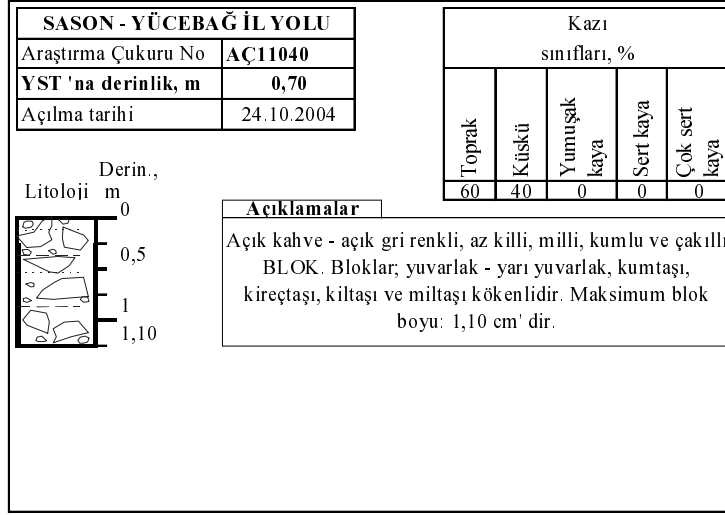 SASON - YÜCEBAĞ İL YOLU
Araştırma Çukuru No AÇ11040
YST 'na derinlik, m 0,70
Açılma tarihi 24.10.2004
Kazı
sınıfları, %
Toprak
Küskü
Yumuşak
kaya
Sert kaya
Çok sert
kaya
60 40 0 0 0
Derin.,
Litoloji m
0
0,5
1
1,10
Açıklamalar
Açık kahve - açık gri renkli, az killi, milli, kumlu ve çakıllı
BLOK. Bloklar; yuvarlak - yarı yuvarlak, kumtaşı,
kireçtaşı, kiltaşı ve miltaşı kökenlidir. Maksimum blok
boyu: 1,10 cm' dir.